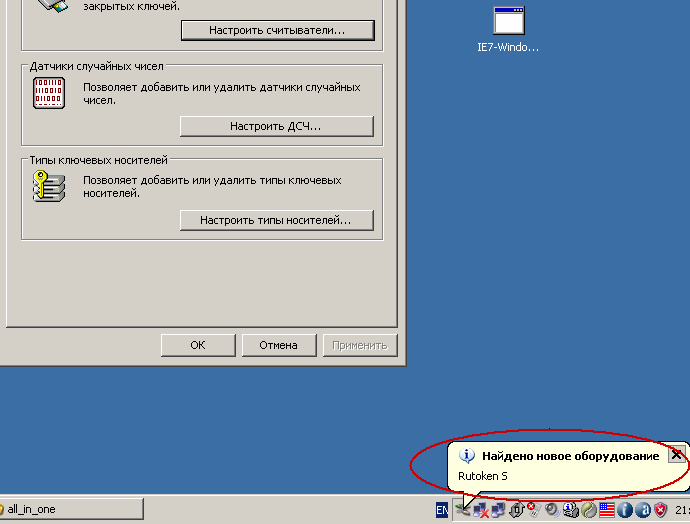 закрытых ключей.
Настроить считыватели...
IE7-Windo...
Датчики случайных чисел
Позволяет добавить или удалить датчики случайных
чисел.
Настроить ДСЧ...
Типы ключевых носителей
Позволяет добавить или удалить типы ключевых
носителей.
Настроить типы носителей...
ОК
Отмена
Применить
Найдено новое оборудование
Rutoken S
all_in_one
EN
21: